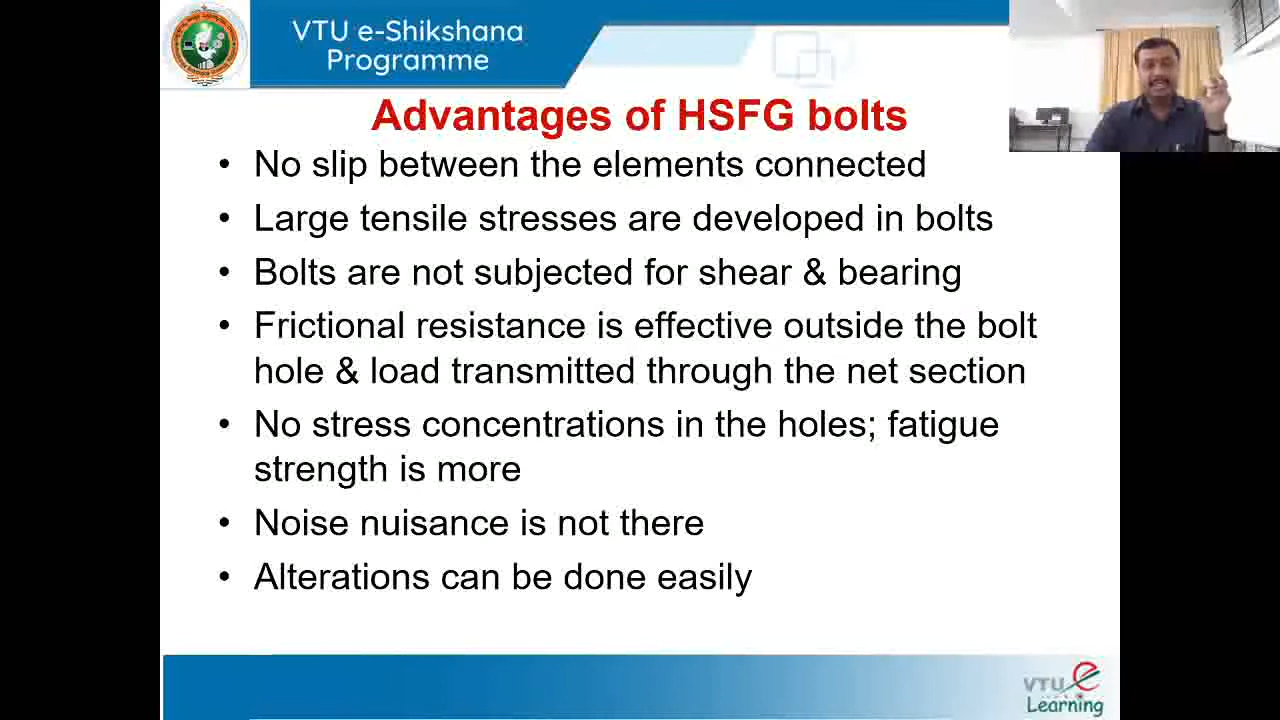 VTU e-Shikshana
Programme
Advantages of HSFG bolts
• No slip between the elements connected
• Large tensile stresses are developed in bolts
• Bolts are not subjected for shear & bearing
• Frictional resistance is effective outside the bolt
hole & load transmitted through the net section
• No stress concentrations in the holes; fatigue
strength is more
• Noise nuisance is not there
• Alterations can be done easily
VTU e
Learning